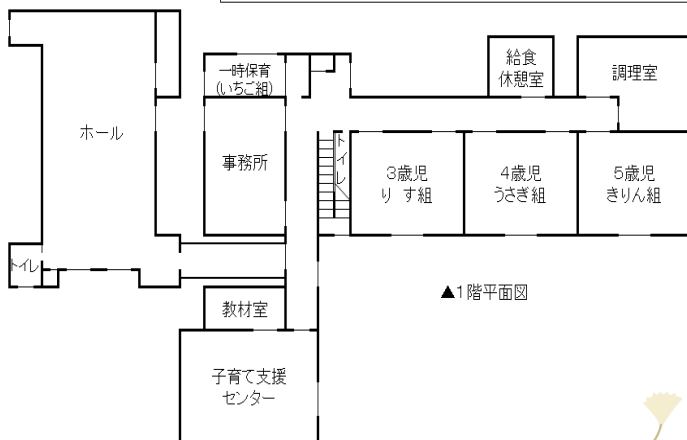 一時保育
(いちご組)
給食
休憩室
調理室
ホール
事務所
トイレ
3歳児
りす組
4歳児
うさぎ組
5歳児
きりん組
トイレ
教材室
▲1階平面図
子育て支援
センター